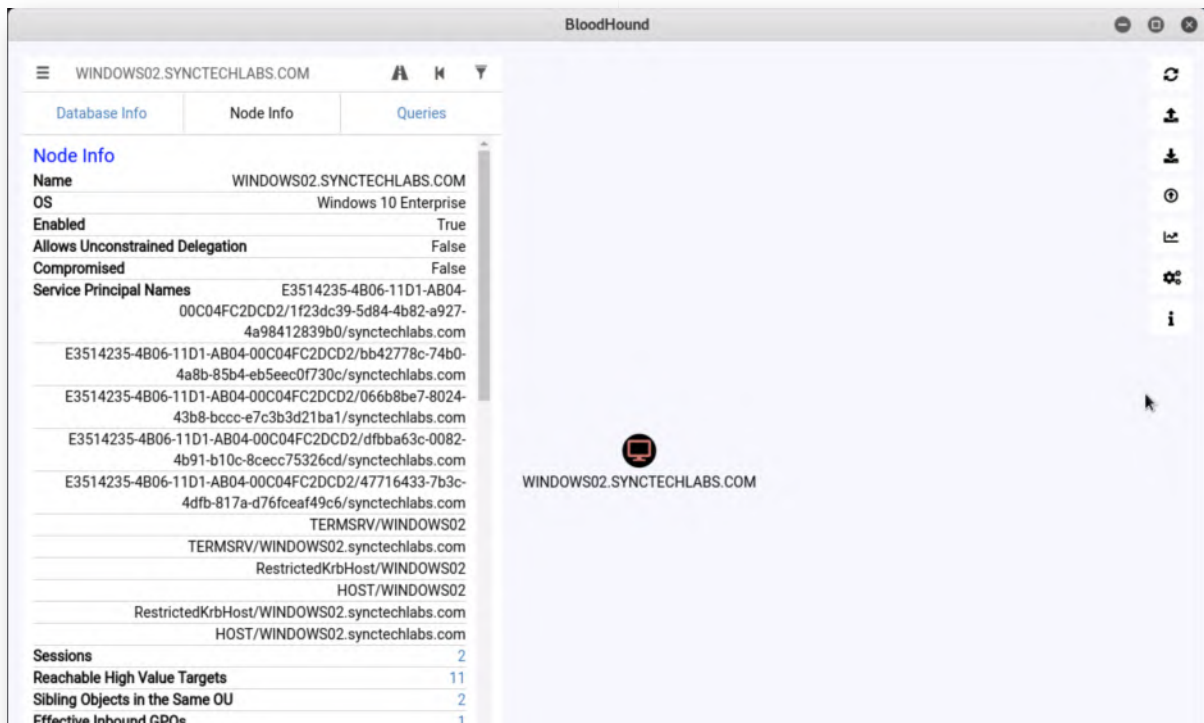 BloodHound
WINDOWS02.SYNCTECHLABS.COM
Database Info Node Info Queries
Node Info
Name WINDOWS02.SYNCTECHLABS.COM
OS Windows 10 Enterprise
Enabled True
Allows Unconstrained Delegation False
Compromised False
Service Principal Names E3514235-4B06-11D1-AB04-
00C04FC2DCD2/1f23dc39-5d84-4b82-a927-
4a98412839b0/synctechlabs.com
E3514235-4B06-11D1-AB04-00C04FC2DCD2/bb42778c-74b0-
4a8b-85b4-eb5eec0f730c/synctechlabs.com
E3514235-4B06-11D1-AB04-00C04FC2DCD2/066b8be7-8024-
43b8-bccc-e7c3b3d21ba1/synctechlabs.com
E3514235-4B06-11D1-AB04-00C04FC2DCD2/dfbba63c-0082-
4b91-b10c-8cecc75326cd/synctechlabs.com
E3514235-4B06-11D1-AB04-00C04FC2DCD2/47716433-7b3c-
4dfb-817a-d76fceaf49c6/synctechlabs.com
TERMSRV/WINDOWS02
TERMSRV/WINDOWS02.synctechlabs.com
RestrictedKrbHost/WINDOWS02
HOST/WINDOWS02
RestrictedKrbHost/WINDOWS02.synctechlabs.com
HOST/WINDOWS02.synctechlabs.com
Sessions 2
Reachable High Value Targets 11
Sibling Objects in the Same OU 2
Effective Inbound GPOs 1
WINDOWS02.SYNCTECHLABS.COM